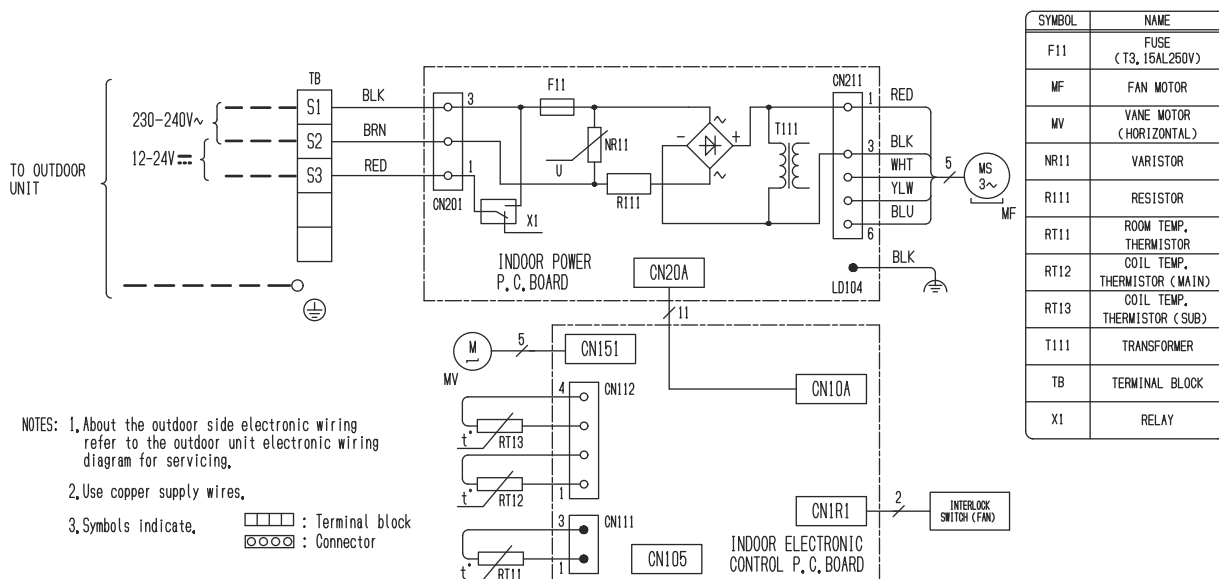 TO OUTDOOR
UNIT
230-240V~
12-24V⎓
TB
S1
S2
S3
BLK
BRN
RED
3
1
CN201
F11
NR11
U
R111
X1
T111
~
~
-
+
CN211
1
3
6
RED
BLK
WHT
YLW
BLU
5
MS
3~
MF
INDOOR POWER
P.C.BOARD
CN20A
BLK
LD104
11
M
MV
5
CN151
CN10A
4
CN112
t°
RT13
t°
RT12
1
3
CN111
t°
RT11
1
CN105
CN1R1
2
INTERLOCK
SWITCH (FAN)
INDOOR ELECTRONIC
CONTROL P.C.BOARD
NOTES: 1.About the outdoor side electronic wiring
refer to the outdoor unit electronic wiring
diagram for servicing.
2.Use copper supply wires.
3.Symbols indicate.
: Terminal block
: Connector
SYMBOL NAME
F11 FUSE
(T3.15AL250V)
MF FAN MOTOR
MV VANE MOTOR
(HORIZONTAL)
NR11 VARISTOR
R111 RESISTOR
RT11 ROOM TEMP.
THERMISTOR
RT12 COIL TEMP.
THERMISTOR (MAIN)
RT13 COIL TEMP.
THERMISTOR (SUB)
T111 TRANSFORMER
TB TERMINAL BLOCK
X1 RELAY